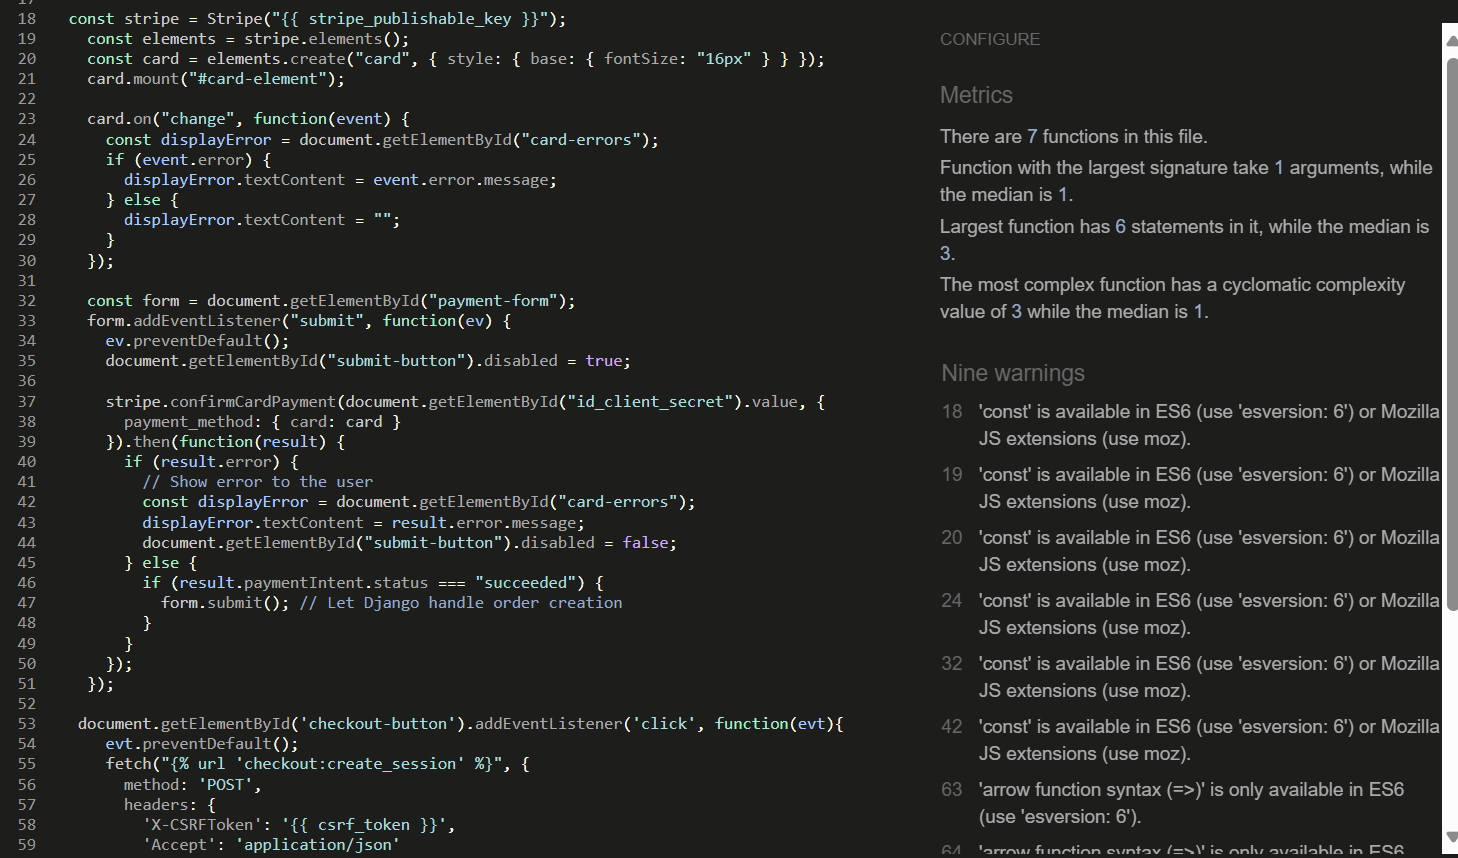 17
18 const stripe = Stripe("{{ stripe_publishable_key }}");
19 const elements = stripe.elements();
20 const card = elements.create("card", { style: { base: { fontSize: "16px" } } });
21 card.mount("#card-element");
22
23 card.on("change", function(event) {
24 const displayError = document.getElementById("card-errors");
25 if (event.error) {
26 displayError.textContent = event.error.message;
27 } else {
28 displayError.textContent = "";
29 }
30 });
31
32 const form = document.getElementById("payment-form");
33 form.addEventListener("submit", function(ev) {
34 ev.preventDefault();
35 document.getElementById("submit-button").disabled = true;
36
37 stripe.confirmCardPayment(document.getElementById("id_client_secret").value, {
38 payment_method: { card: card }
39 }).then(function(result) {
40 if (result.error) {
41 // Show error to the user
42 const displayError = document.getElementById("card-errors");
43 displayError.textContent = result.error.message;
44 document.getElementById("submit-button").disabled = false;
45 } else {
46 if (result.paymentIntent.status === "succeeded") {
47 form.submit(); // Let Django handle order creation
48 }
49 }
50 });
51 });
52
53 document.getElementById('checkout-button').addEventListener('click', function(evt){
54 evt.preventDefault();
55 fetch("{% url 'checkout:create_session' %}", {
56 method: 'POST',
57 headers: {
58 'X-CSRFToken': '{{ csrf_token }}',
59 'Accept': 'application/json'
CONFIGURE
Metrics
There are 7 functions in this file.
Function with the largest signature take 1 arguments, while
the median is 1.
Largest function has 6 statements in it, while the median is
3.
The most complex function has a cyclomatic complexity
value of 3 while the median is 1.
Nine warnings
18 'const' is available in ES6 (use 'esversion: 6') or Mozilla
JS extensions (use moz).
19 'const' is available in ES6 (use 'esversion: 6') or Mozilla
JS extensions (use moz).
20 'const' is available in ES6 (use 'esversion: 6') or Mozilla
JS extensions (use moz).
24 'const' is available in ES6 (use 'esversion: 6') or Mozilla
JS extensions (use moz).
32 'const' is available in ES6 (use 'esversion: 6') or Mozilla
JS extensions (use moz).
42 'const' is available in ES6 (use 'esversion: 6') or Mozilla
JS extensions (use moz).
63 'arrow function syntax (=>)' is only available in ES6
(use 'esversion: 6').
64 'arrow function syntax (=>)' is only available in ES6